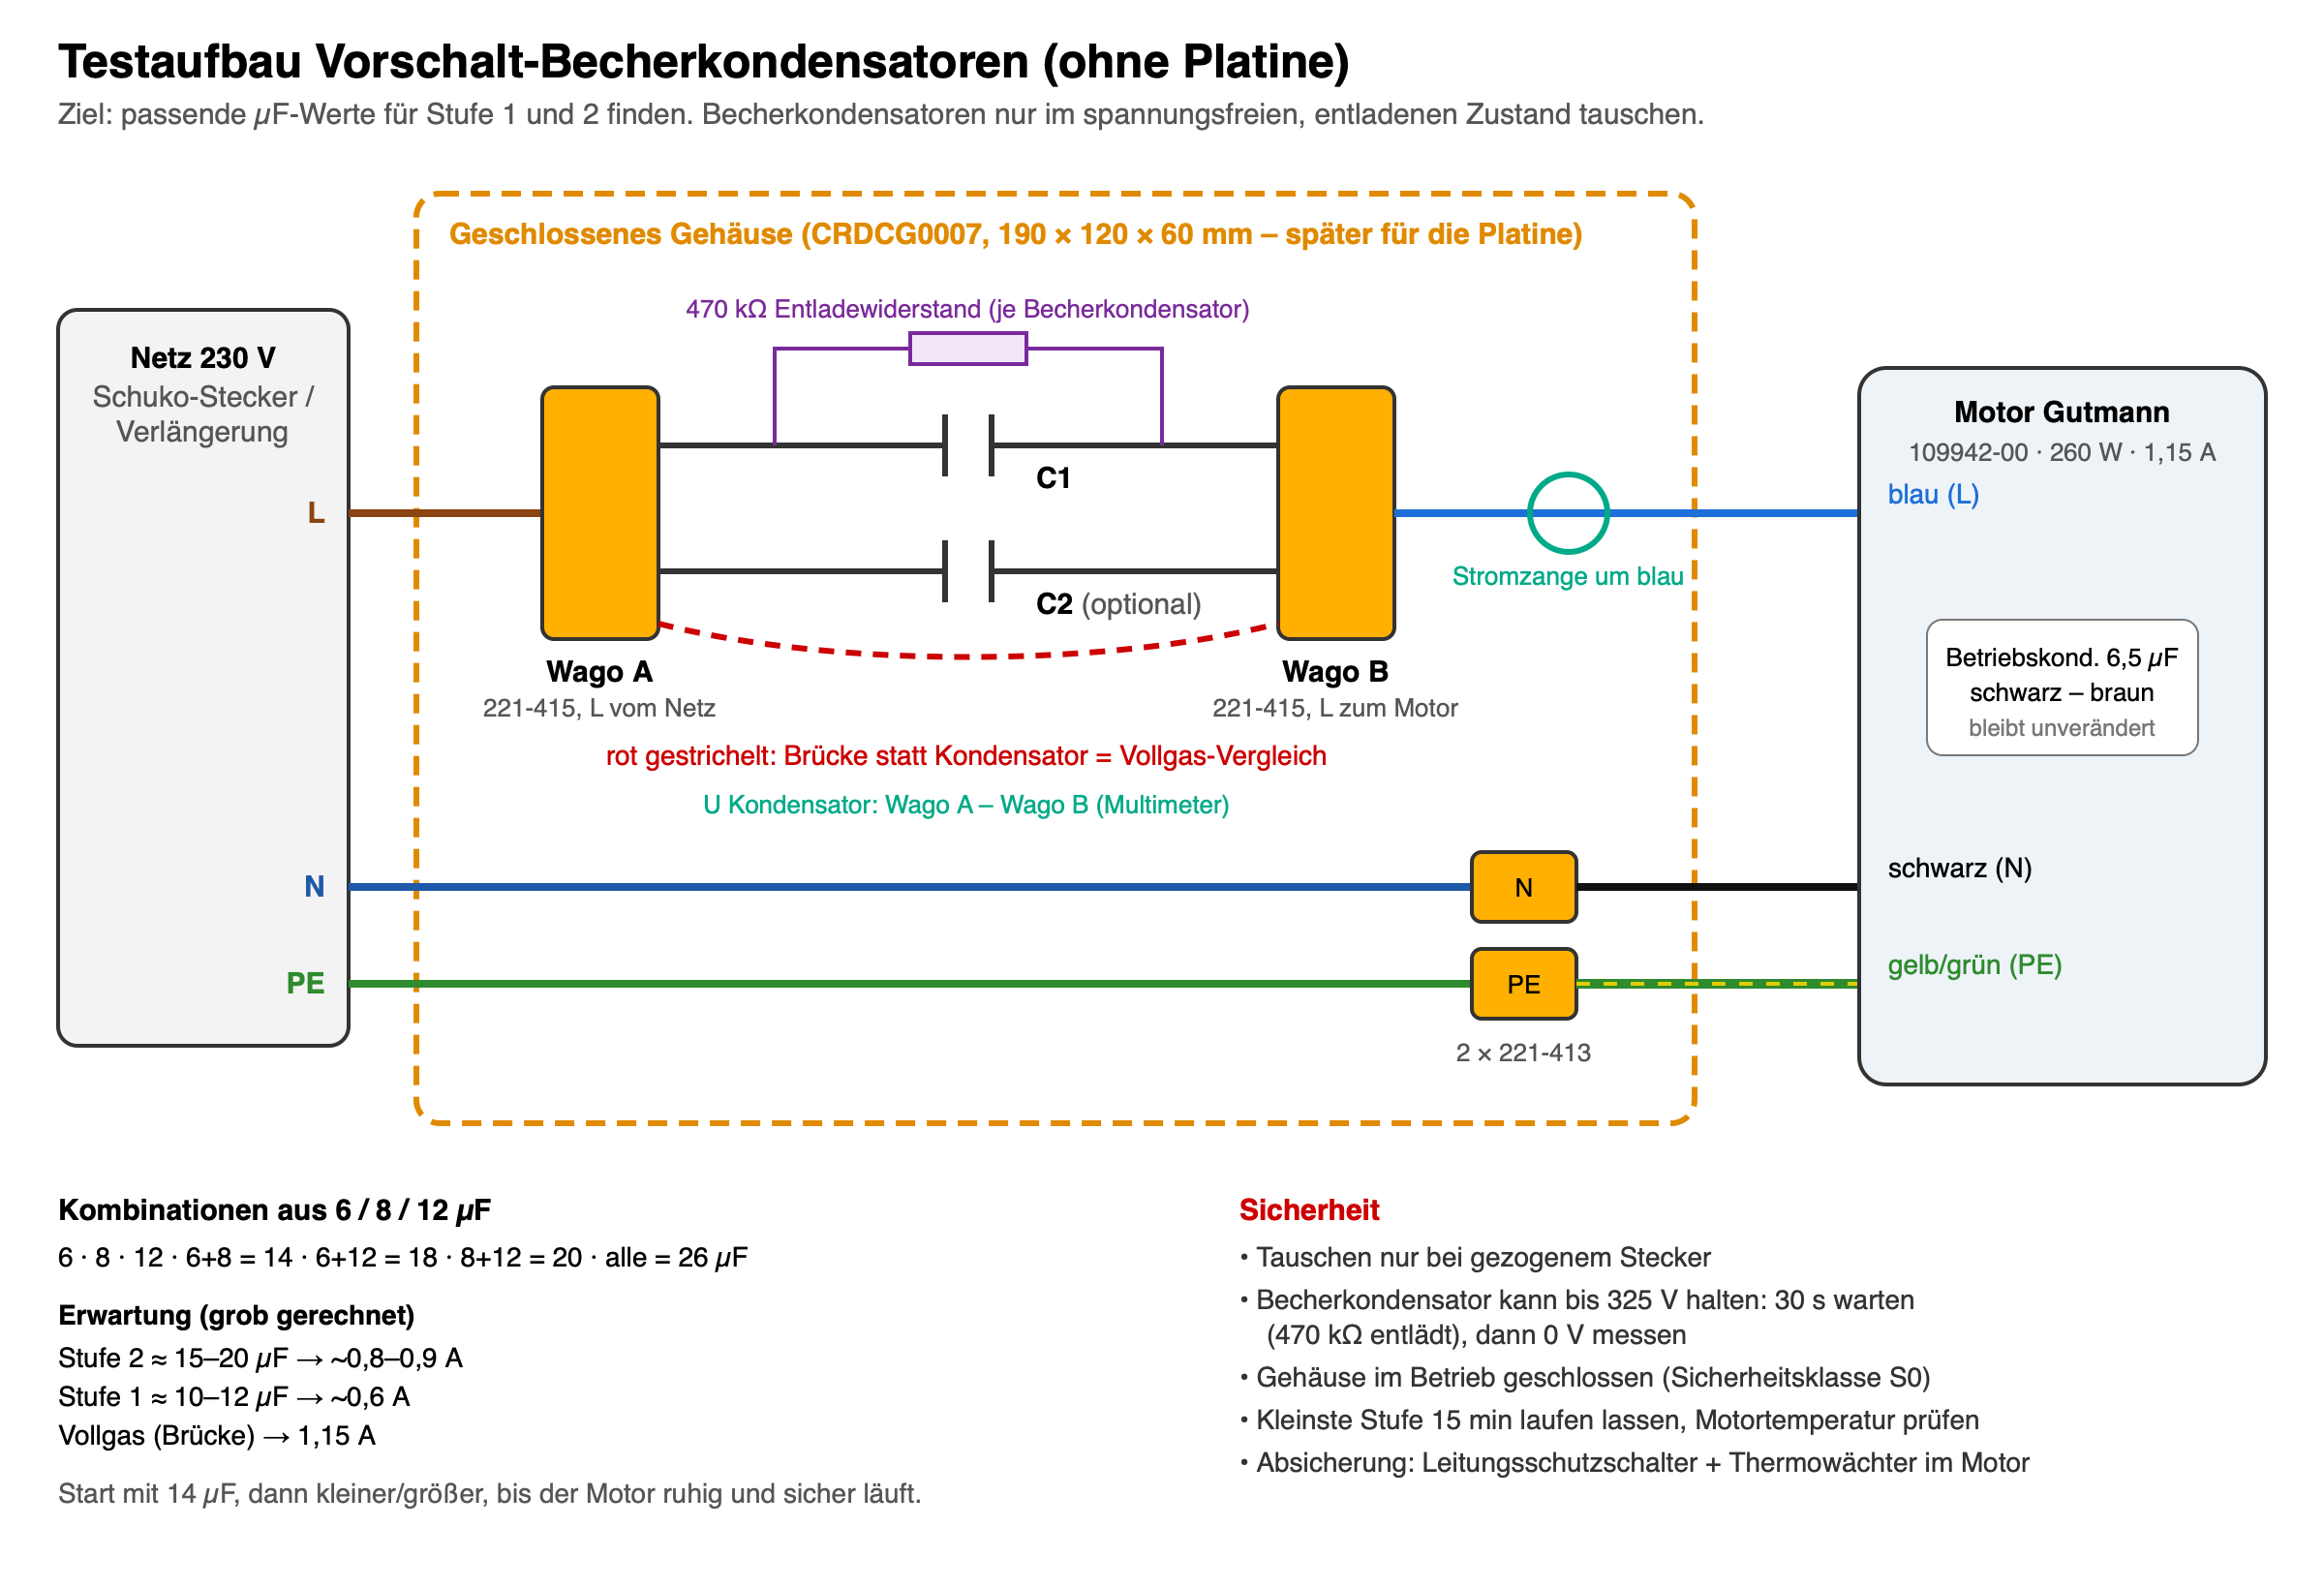 Testaufbau Vorschalt-Becherkondensatoren (ohne Platine)
Ziel: passende µF-Werte für Stufe 1 und 2 finden. Becherkondensatoren nur im spannungsfreien, entladenen Zustand tauschen.
Geschlossenes Gehäuse (CRDCG0007, 190 × 120 × 60 mm – später für die Platine)
470 kΩ Entladewiderstand (je Becherkondensator)
Netz 230 V
Schuko-Stecker /
Verlängerung
L
N
PE
C1
C2 (optional)
Wago A
221-415, L vom Netz
Wago B
221-415, L zum Motor
rot gestrichelt: Brücke statt Kondensator = Vollgas-Vergleich
U Kondensator: Wago A – Wago B (Multimeter)
Stromzange um blau
N
PE
2 × 221-413
Motor Gutmann
109942-00 · 260 W · 1,15 A
blau (L)
Betriebskond. 6,5 µF
schwarz – braun
bleibt unverändert
schwarz (N)
gelb/grün (PE)
Kombinationen aus 6 / 8 / 12 µF
6 · 8 · 12 · 6+8 = 14 · 6+12 = 18 · 8+12 = 20 · alle = 26 µF
Erwartung (grob gerechnet)
Stufe 2 ≈ 15–20 µF → ~0,8–0,9 A
Stufe 1 ≈ 10–12 µF → ~0,6 A
Vollgas (Brücke) → 1,15 A
Start mit 14 µF, dann kleiner/größer, bis der Motor ruhig und sicher läuft.
Sicherheit
• Tauschen nur bei gezogenem Stecker
• Becherkondensator kann bis 325 V halten: 30 s warten
(470 kΩ entlädt), dann 0 V messen
• Gehäuse im Betrieb geschlossen (Sicherheitsklasse S0)
• Kleinste Stufe 15 min laufen lassen, Motortemperatur prüfen
• Absicherung: Leitungsschutzschalter + Thermowächter im Motor